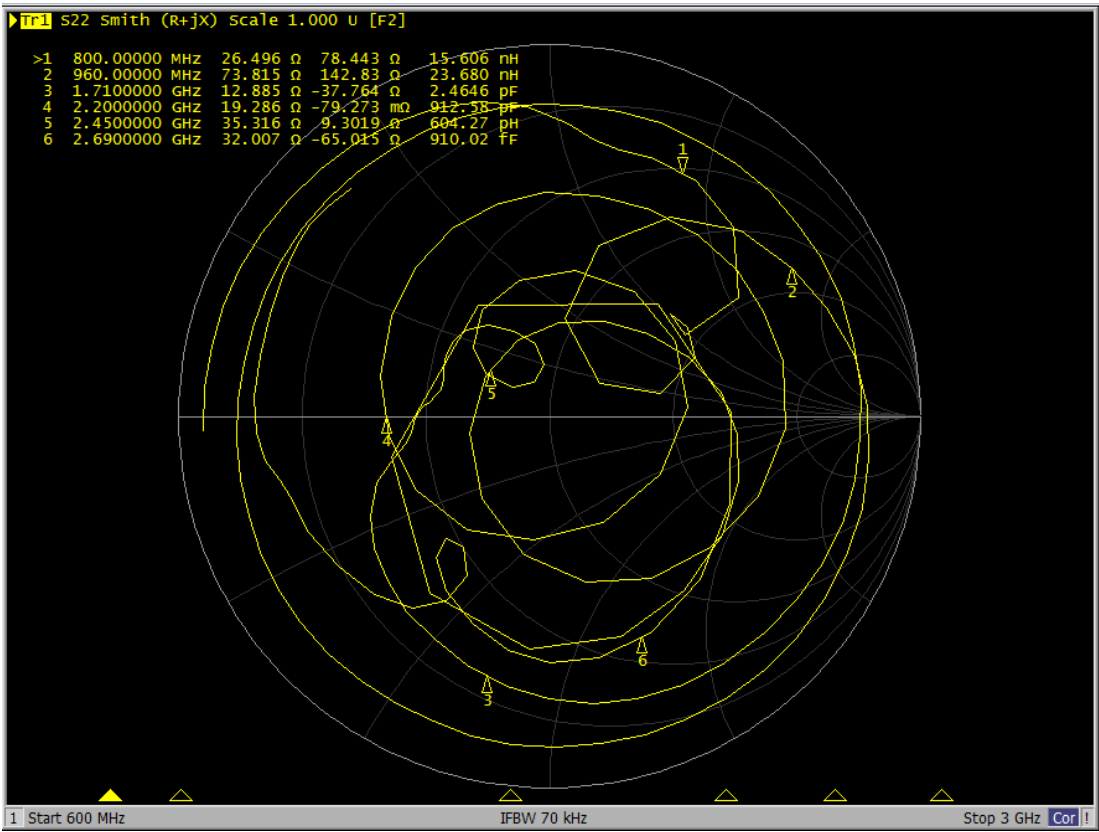 Tr1 S22 Smith (R+jX) Scale 1.000 U [F2]
>1 800.00000 MHz 26.496 Ω 78.443 Ω 15.606 nH
2 960.00000 MHz 73.815 Ω 142.83 Ω 23.680 nH
3 1.7100000 GHz 12.885 Ω -37.764 Ω 2.4646 pF
4 2.2000000 GHz 19.286 Ω -79.273 mΩ 912.58 pF
5 2.4500000 GHz 35.316 Ω 9.3019 Ω 604.27 pH
6 2.6900000 GHz 32.007 Ω -65.015 Ω 910.02 fF
1
2
5
4
6
3
1 Start 600 MHz IFBW 70 kHz Stop 3 GHz Cor !